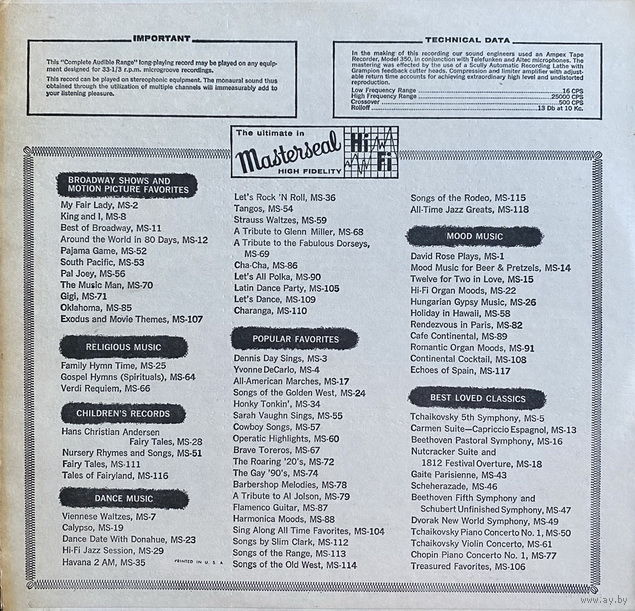 IMPORTANT
This "Complete Audible Range" long-playing record may be played on any equip-
ment designed for 33-1/3 r.p.m. microgroove recordings.
This record can be played on stereophonic equipment. The monaural sound thus
obtained through the utilization of multiple channels will immeasurably add to
your listening pleasure.
TECHNICAL DATA
In the making of this recording our sound engineers used an Ampex Tape
Recorder, Model 350, in conjunction with Telefunken and Altec microphones. The
mastering was effected by the use of a Scully Automatic Recording Lathe with
Grampion feedback cutter heads. Compression and limiter amplifier with adjust-
able return time accounts for achieving extraordinary high level and undistorted
reproduction.
Low Frequency Range 16 CPS
High Frequency Range 25000 CPS
Crossover 500 CPS
Rolloff 13 Db at 10 Kc.
The ultimate in
Masterseal
HIGH FIDELITY
Hi
Fi
BROADWAY SHOWS AND
MOTION PICTURE FAVORITES
My Fair Lady, MS-2
King and I, MS-8
Best of Broadway, MS-11
Around the World in 80 Days, MS-12
Pajama Game, MS-52
South Pacific, MS-53
Pal Joey, MS-56
The Music Man, MS-70
Gigi, MS-71
Oklahoma, MS-85
Exodus and Movie Themes, MS-107
RELIGIOUS MUSIC
Family Hymn Time, MS-25
Gospel Hymns (Spirituals), MS-64
Verdi Requiem, MS-66
CHILDREN'S RECORDS
Hans Christian Andersen
Fairy Tales, MS-28
Nursery Rhymes and Songs, MS-51
Fairy Tales, MS-111
Tales of Fairyland, MS-116
DANCE MUSIC
Viennese Waltzes, MS-7
Calypso, MS-19
Dance Date With Donahue, MS-23
Hi-Fi Jazz Session, MS-29
Havana 2 AM, MS-35
PRINTED IN U. S. A.
Let's Rock 'N Roll, MS-36
Tangos, MS-54
Strauss Waltzes, MS-59
A Tribute to Glenn Miller, MS-68
A Tribute to the Fabulous Dorseys,
MS-69
Cha-Cha, MS-86
Let's All Polka, MS-90
Latin Dance Party, MS-105
Let's Dance, MS-109
Charanga, MS-110
POPULAR FAVORITES
Dennis Day Sings, MS-3
Yvonne DeCarlo, MS-4
All-American Marches, MS-17
Songs of the Golden West, MS-24
Honky Tonkin', MS-34
Sarah Vaughn Sings, MS-55
Cowboy Songs, MS-57
Operatic Highlights, MS-60
Brave Toreros, MS-67
The Roaring '20's, MS-72
The Gay '90's, MS-74
Barbershop Melodies, MS-78
A Tribute to Al Jolson, MS-79
Flamenco Guitar, MS-87
Harmonica Moods, MS-88
Sing Along All Time Favorites, MS-104
Songs by Slim Clark, MS-112
Songs of the Range, MS-113
Songs of the Old West, MS-114
Songs of the Rodeo, MS-115
All-Time Jazz Greats, MS-118
MOOD MUSIC
David Rose Plays, MS-1
Mood Music for Beer & Pretzels, MS-14
Twelve for Two in Love, MS-15
Hi-Fi Organ Moods, MS-22
Hungarian Gypsy Music, MS-26
Holiday in Hawaii, MS-58
Rendezvous in Paris, MS-82
Cafe Continental, MS-89
Romantic Organ Moods, MS-91
Continental Cocktail, MS-108
Echoes of Spain, MS-117
BEST LOVED CLASSICS
Tchaikovsky 5th Symphony, MS-5
Carmen Suite—Capriccio Espagnol, MS-13
Beethoven Pastoral Symphony, MS-16
Nutcracker Suite and
1812 Festival Overture, MS-18
Gaite Parisienne, MS-43
Scheherazade, MS-46
Beethoven Fifth Symphony and
Schubert Unfinished Symphony, MS-47
Dvorak New World Symphony, MS-49
Tchaikovsky Piano Concerto No. 1, MS-50
Tchaikovsky Violin Concerto, MS-61
Chopin Piano Concerto No. 1, MS-77
Treasured Favorites, MS-106
www.ay.by